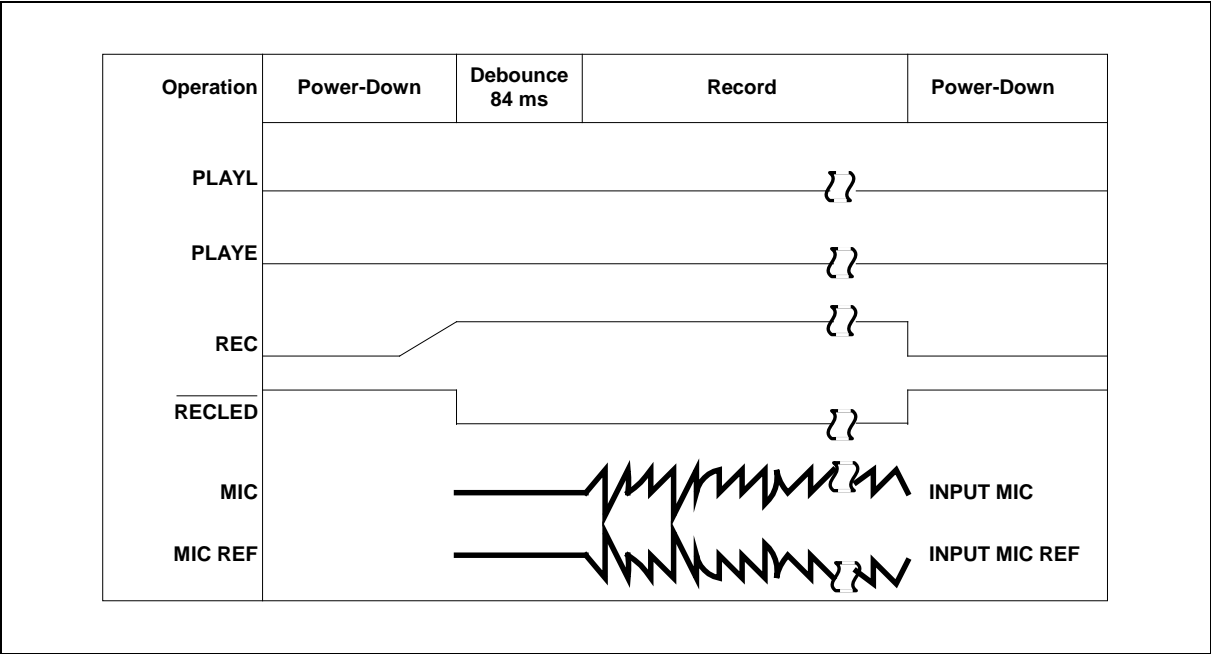 Operation Power-Down Debounce 84 ms Record Power-Down
PLAYL
PLAYE
REC
RECLED
MIC INPUT MIC
MIC REF INPUT MIC REF